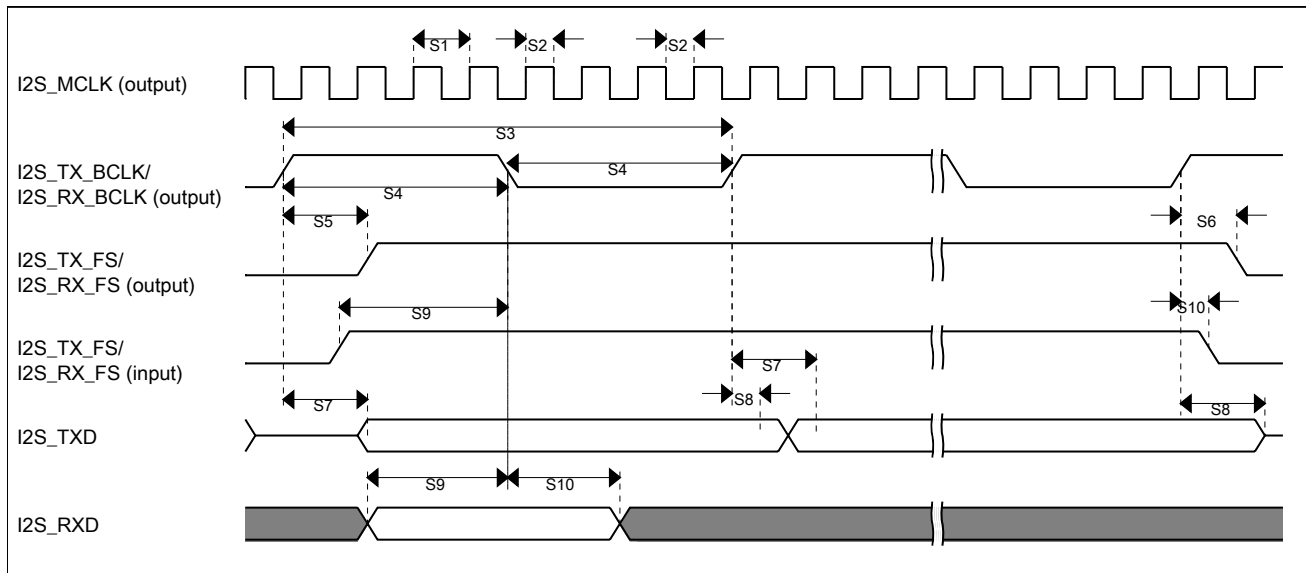 S1
S2
S2
I2S_MCLK (output)
S3
I2S_TX_BCLK/
I2S_RX_BCLK (output)
S4
S4
S5
S6
I2S_TX_FS/
I2S_RX_FS (output)
S9
S10
I2S_TX_FS/
I2S_RX_FS (input)
S7
S7
S8
S8
I2S_TXD
S9
S10
I2S_RXD